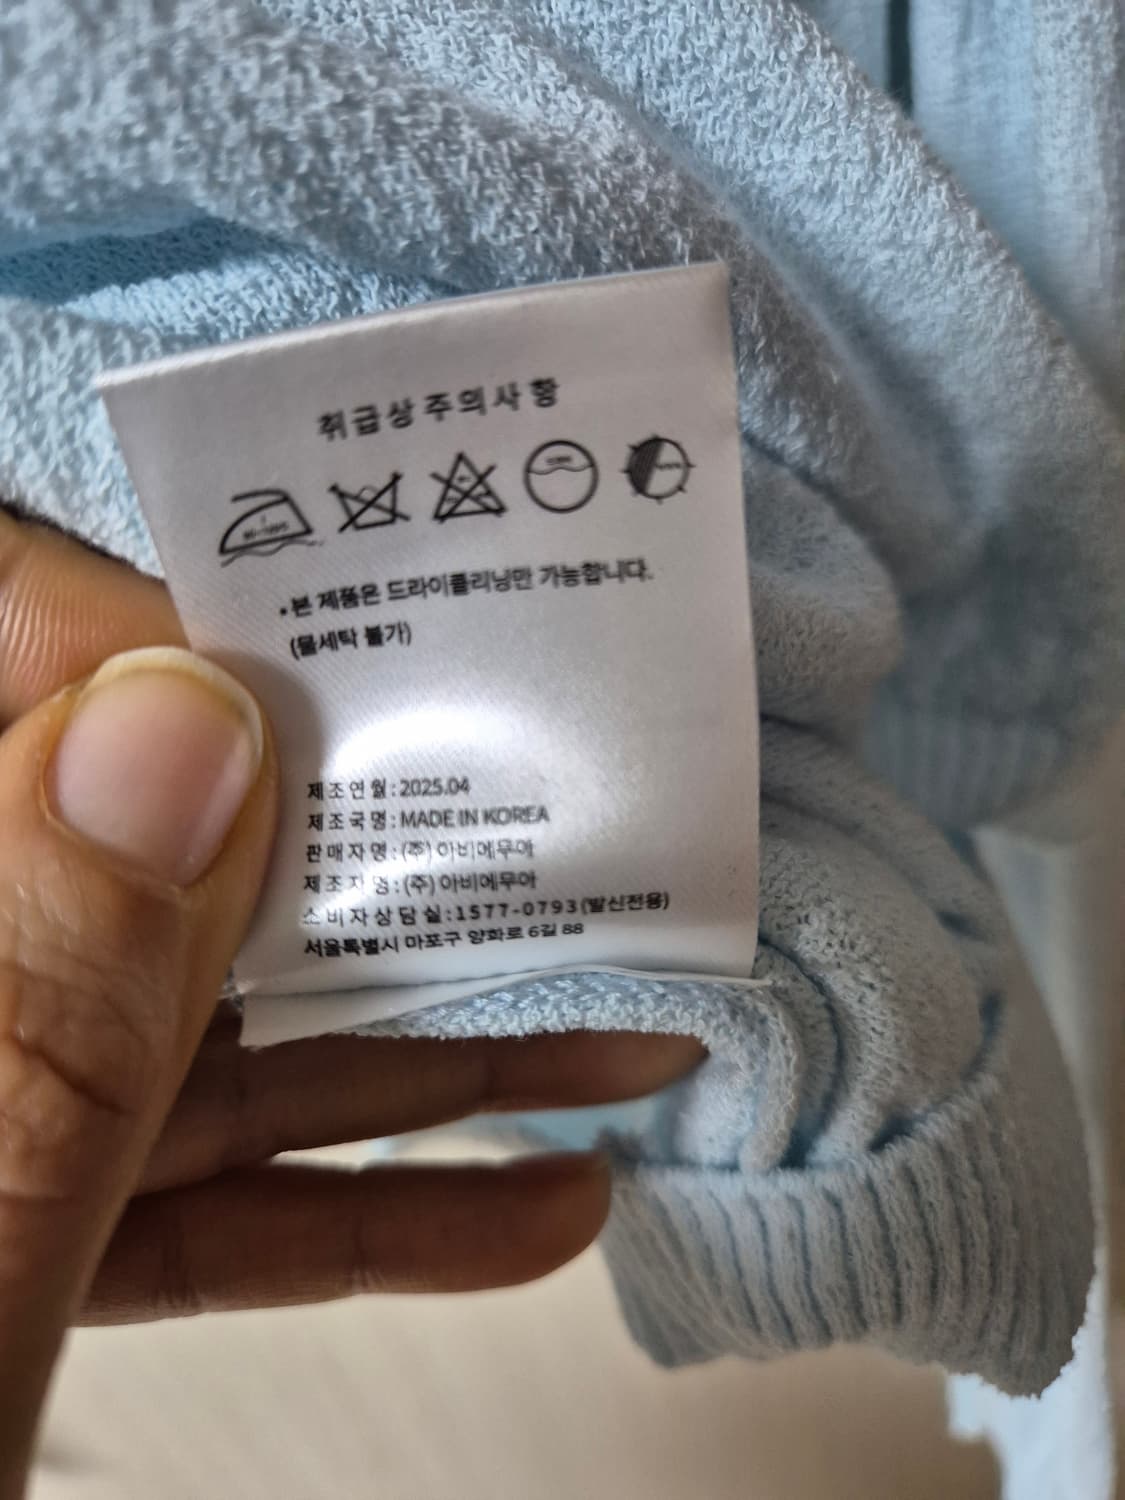 취급상주의사항
• 본 제품은 드라이클리닝만 가능합니다.
(물세탁 불가)
제조연월 : 2025.04
제조국명 : MADE IN KOREA
판매자명 : (주) 아비에무아
제조자명 : (주) 아비에무아
소비자상담실 : 1577-0793(발신전용)
서울특별시 마포구 양화로 6길 88